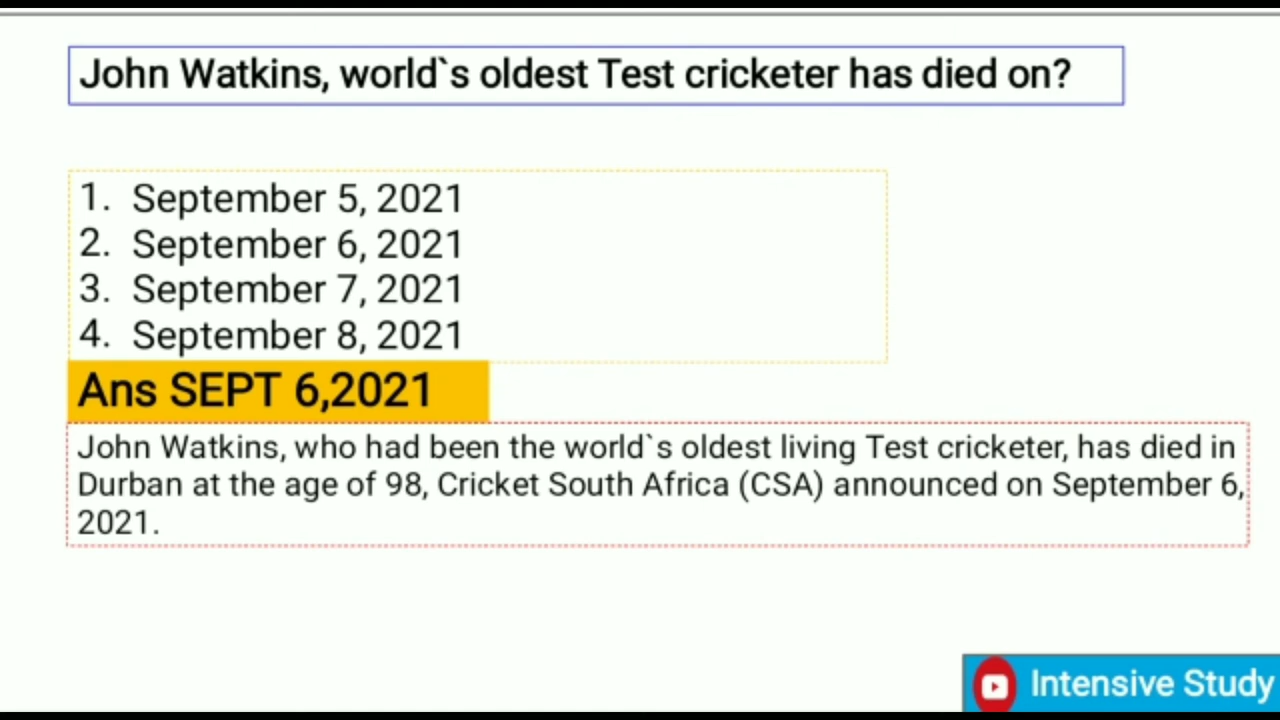 John Watkins, world`s oldest Test cricketer has died on?
1. September 5, 2021
2. September 6, 2021
3. September 7, 2021
4. September 8, 2021
Ans SEPT 6,2021
John Watkins, who had been the world`s oldest living Test cricketer, has died in
Durban at the age of 98, Cricket South Africa (CSA) announced on September 6,
2021.
Intensive Study